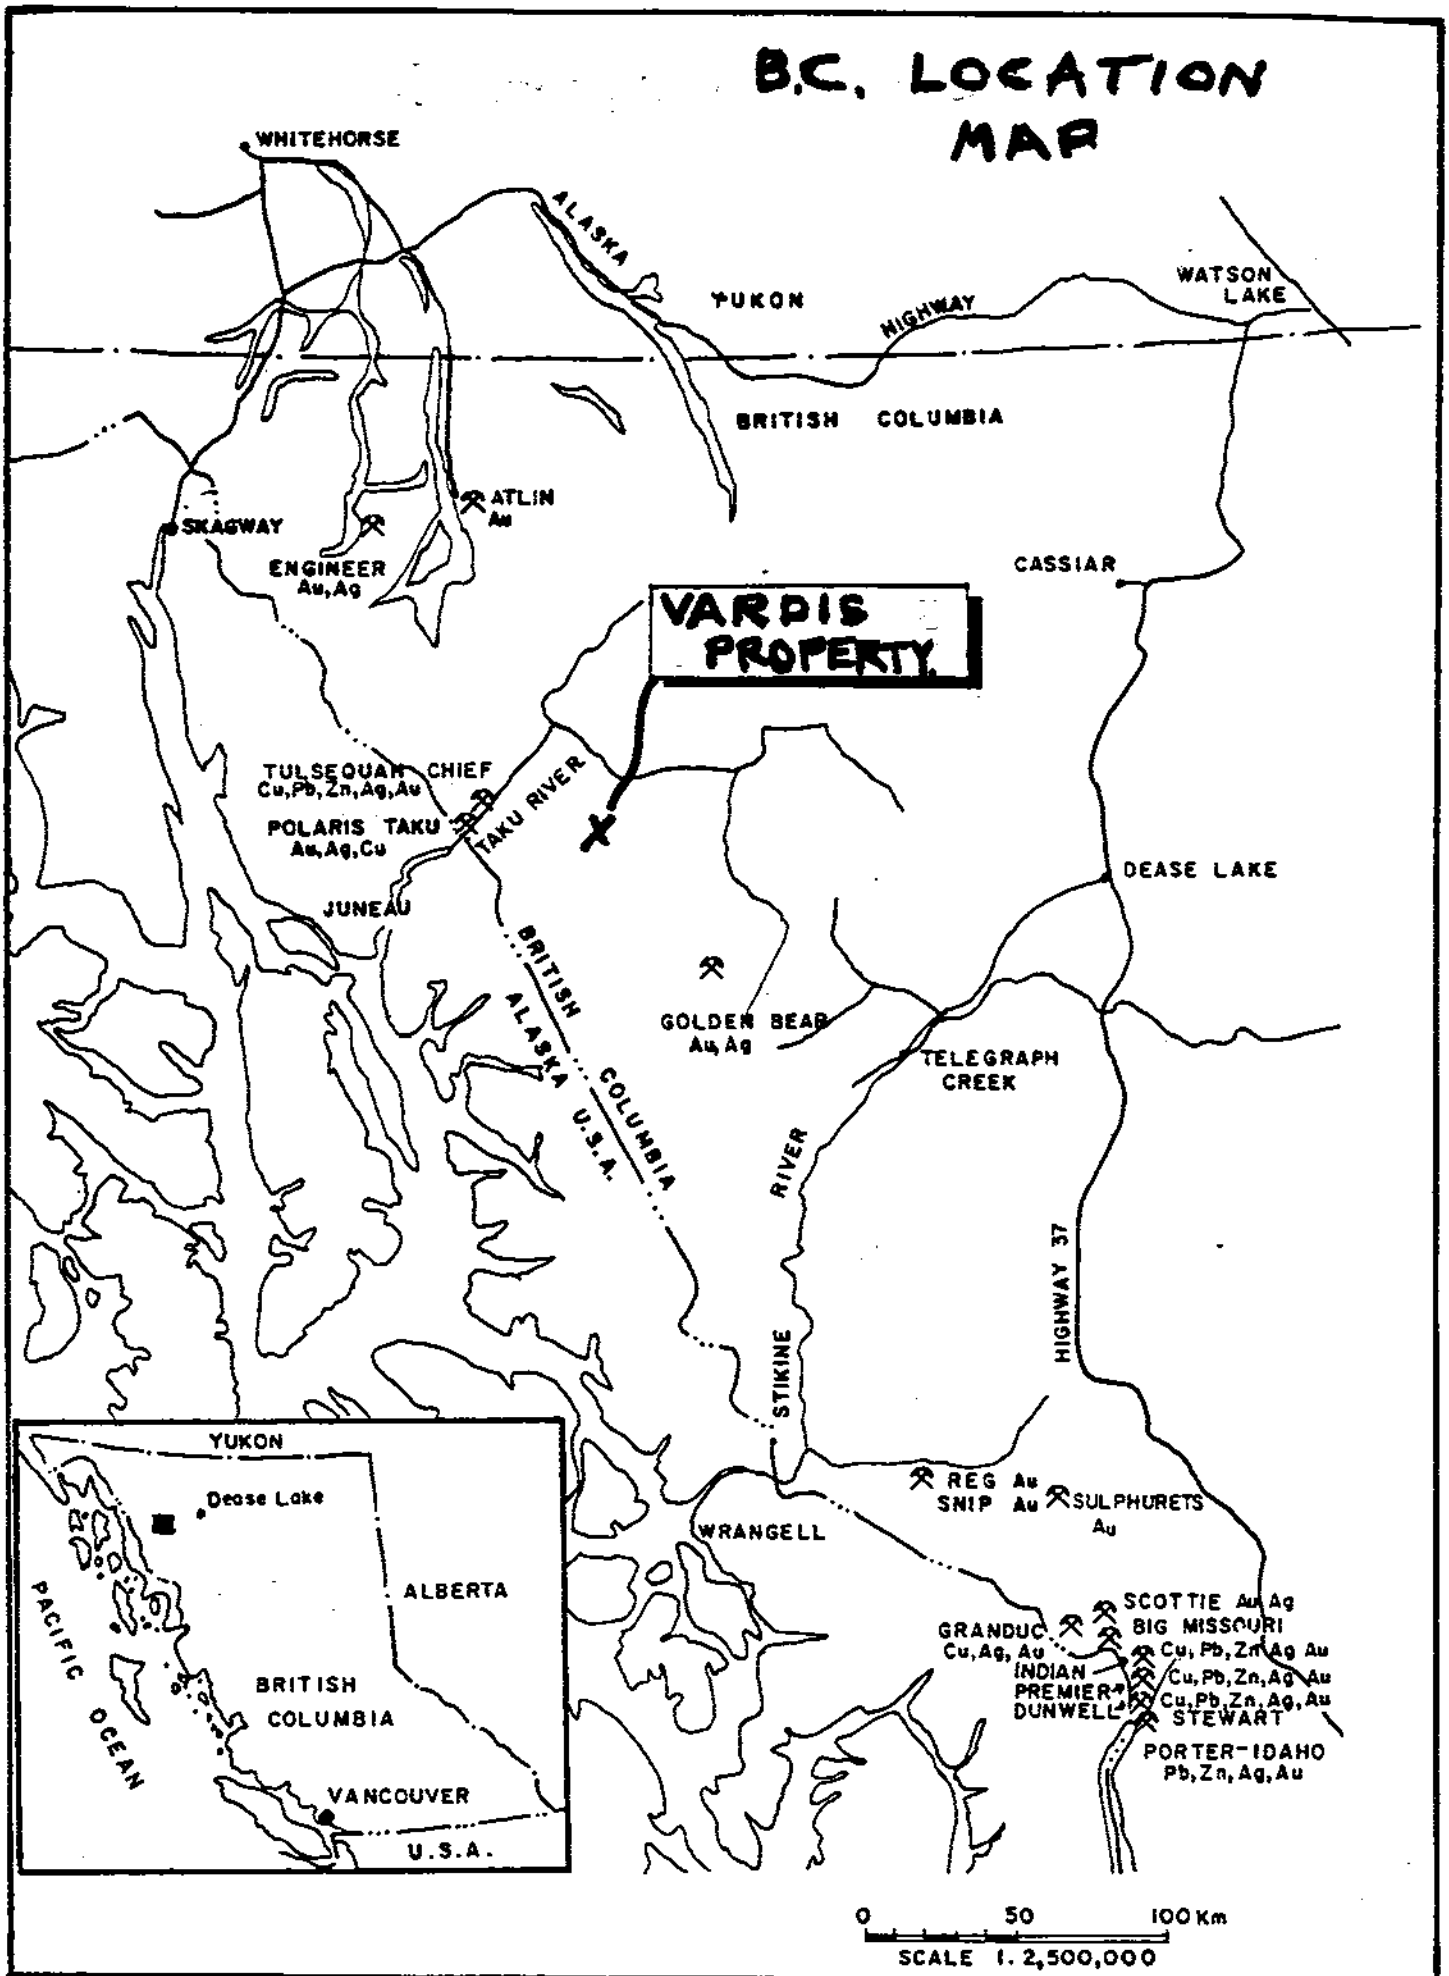 B.C. LOCATION
MAP
WHITEHORSE
ALASKA
YUKON
HIGHWAY
WATSON
LAKE
BRITISH COLUMBIA
ATLIN
Au
SKAGWAY
ENGINEER
Au, Ag
CASSIAR
VARDIS
PROPERTY.
TULSEQUAH CHIEF
Cu, Pb, Zn, Ag, Au
POLARIS TAKU
Au, Ag, Cu
TAKU RIVER
DEASE LAKE
JUNEAU
BRITISH COLUMBIA
ALASKA U.S.A.
GOLDEN BEAR
Au, Ag
TELEGRAPH
CREEK
STIKINE RIVER
HIGHWAY 37
REG Au
SNIP Au
SULPHURETS
Au
WRANGELL
SCOTTIE Au Ag
BIG MISSOURI
Cu, Pb, Zn, Ag Au
GRANDUC
Cu, Ag, Au
INDIAN
Cu, Pb, Zn, Ag Au
PREMIER
Cu, Pb, Zn, Ag, Au
DUNWELL
STEWART
PORTER-IDAHO
Pb, Zn, Ag, Au
YUKON
Dease Lake
ALBERTA
PACIFIC OCEAN
BRITISH
COLUMBIA
VANCOUVER
U.S.A.
0 50 100 Km
SCALE 1:2,500,000